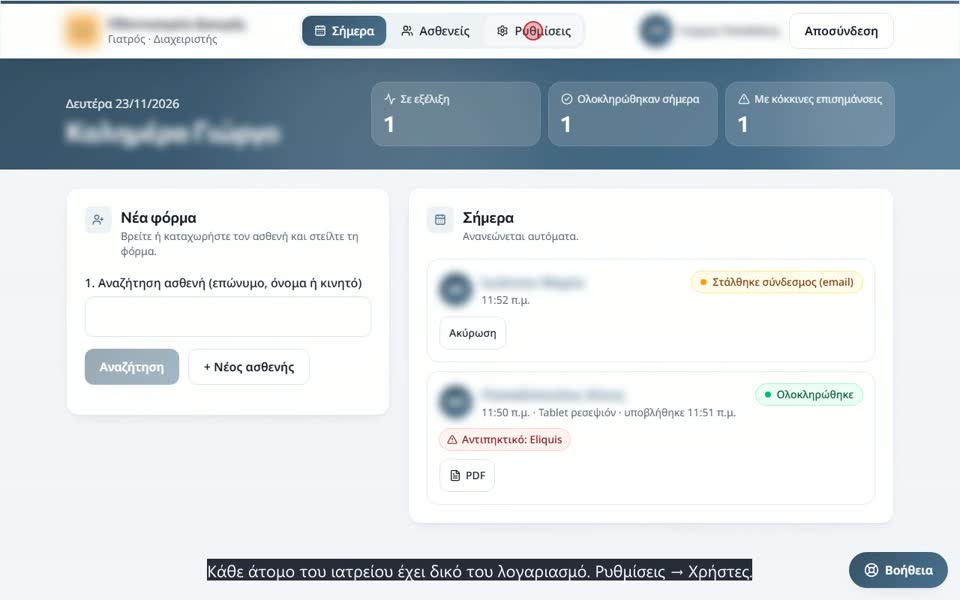 Γιατρός · Διαχειριστής
Σήμερα
Ασθενείς
Ρυθμίσεις
Αποσύνδεση
Δευτέρα 23/11/2026
Σε εξέλιξη
1
Ολοκληρώθηκαν σήμερα
1
Με κόκκινες επισημάνσεις
1
Νέα φόρμα
Βρείτε ή καταχωρήστε τον ασθενή και στείλτε τη
φόρμα.
1. Αναζήτηση ασθενή (επώνυμο, όνομα ή κινητό)
Αναζήτηση
+ Νέος ασθενής
Σήμερα
Ανανεώνεται αυτόματα.
11:52 π.μ.
Στάλθηκε σύνδεσμος (email)
Ακύρωση
11:50 π.μ. · Tablet ρεσεψιόν · υποβλήθηκε 11:51 π.μ.
Ολοκληρώθηκε
Αντιπηκτικό: Eliquis
PDF
Κάθε άτομο του ιατρείου έχει δικό του λογαριασμό. Ρυθμίσεις → Χρήστες.
Βοήθεια